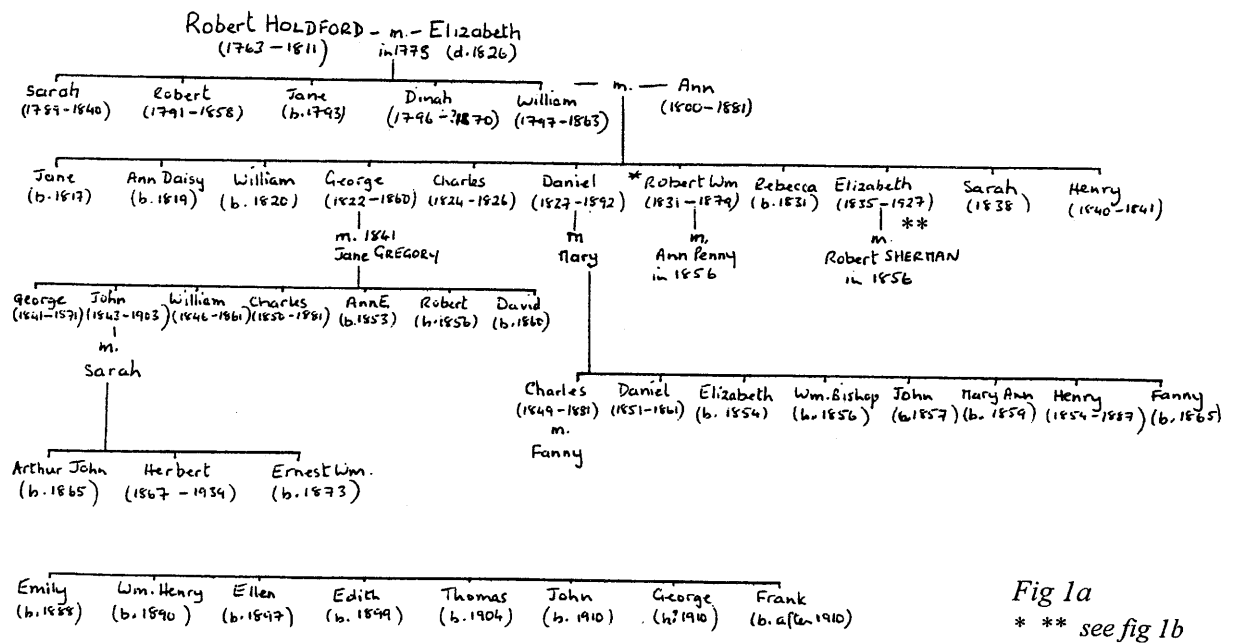 Robert HOLDFORD - m. - Elizabeth
(1763-1811) in 1778 (d.1826)
Sarah Robert Jane Dinah William — m. — Ann
(1789-1840) (1791-1858) (b.1793) (1796-?1870) (1797-1863) (1800-1881)
Jane Ann Daisy William George Charles Daniel *Robert Wm Rebecca Elizabeth Sarah Henry
(b.1817) (b.1819) (b.1820) (1822-1860) (1824-1826) (1827-1892) (1831-1879) (b.1831) (1835-1927) (1838) (1840-1841)
**
m. 1841 m m. m.
Jane GREGORY Mary Ann Penny Robert SHERMAN
in 1856 in 1856
George John William Charles Ann E. Robert David
(1841-1871) (1843-1903) (1846-1861) (1850-1881) (b.1853) (b.1856) (b.1860)
m.
Sarah
Charles Daniel Elizabeth Wm. Bishop John Mary Ann Henry Fanny
(1849-1881) (1851-1861) (b.1854) (b.1856) (b.1857) (b.1859) (1854-1887) (b.1865)
m.
Fanny
Arthur John Herbert Ernest Wm.
(b.1865) (1867-1934) (b.1873)
Emily Wm. Henry Ellen Edith Thomas John George Frank
(b.1888) (b.1890) (b.1897) (b.1899) (b.1904) (b.1910) (b?1910) (b.after 1910)
Fig 1a
* ** see fig 1b